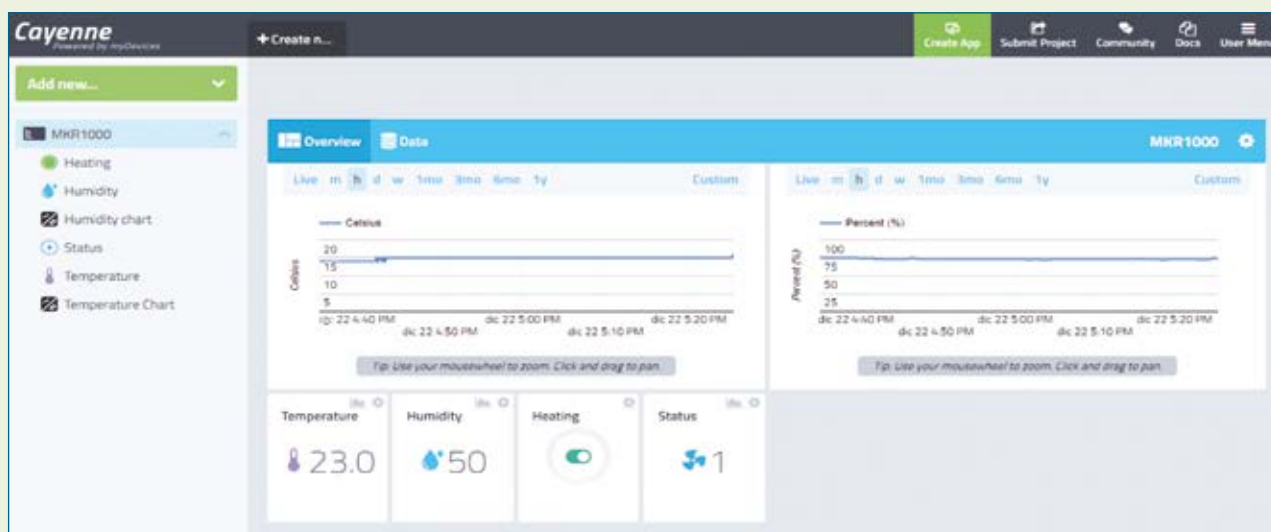 Cayenne
Powered by myDevices
+ Create n...
Create App
Submit Project
Community
Docs
User Men
Add new...
MKR1000
Heating
Humidity
Humidity chart
Status
Temperature
Temperature Chart
Overview
Data
MKR1000
Live m h d w 1mo 3mo 6mo 1y Custom
Celsius
Celsius
20
15
10
5
22 4:40 PM
dic 22 4:50 PM
dic 22 5:00 PM
dic 22 5:10 PM
dic 22 5:20 PM
Tip: Use your mousewheel to zoom. Click and drag to pan.
Live m h d w 1mo 3mo 6mo 1y Custom
Percent (%)
Percent (%)
100
75
50
25
dic 22 4:40 PM
dic 22 4:50 PM
dic 22 5:00 PM
dic 22 5:10 PM
dic 22 5:20 PM
Tip: Use your mousewheel to zoom. Click and drag to pan.
Temperature
23.0
Humidity
50
Heating
Status
1